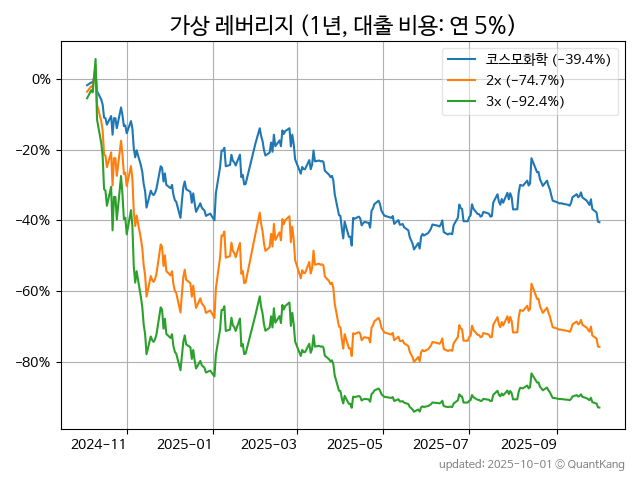 가상 레버리지 (1년, 대출 비용: 연 5%)
코스모화학 (−39.4%)
2x (−74.7%)
3x (−92.4%)
0%
−20%
−40%
−60%
−80%
2024-11 2025-01 2025-03 2025-05 2025-07 2025-09
updated: 2025-10-01 © QuantKang